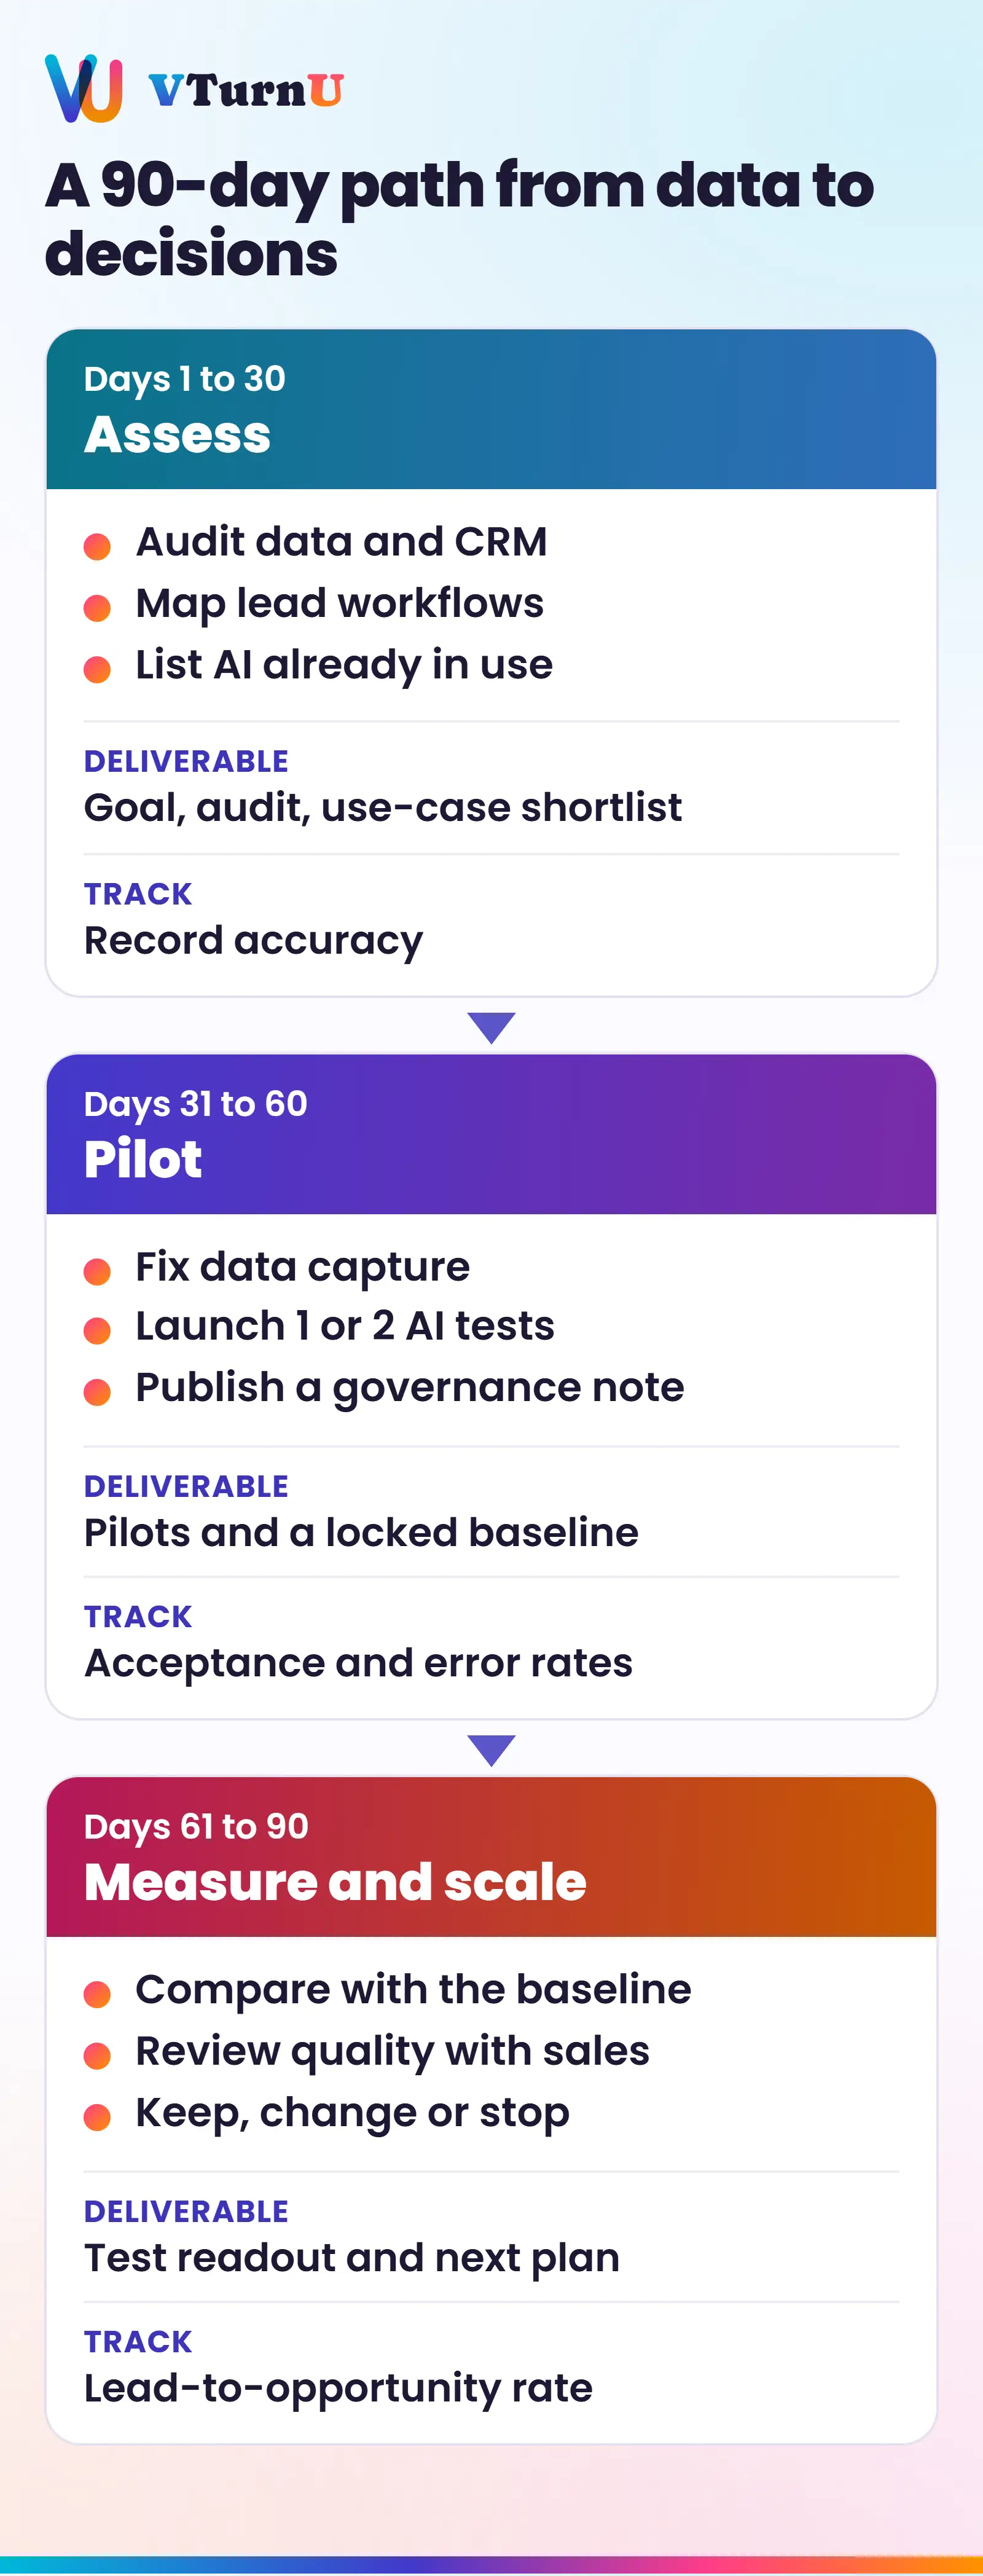 VTurnU
A 90-day path from data to
decisions
Days 1 to 30
Assess
Audit data and CRM
Map lead workflows
List AI already in use
DELIVERABLE
Goal, audit, use-case shortlist
TRACK
Record accuracy
Days 31 to 60
Pilot
Fix data capture
Launch 1 or 2 AI tests
Publish a governance note
DELIVERABLE
Pilots and a locked baseline
TRACK
Acceptance and error rates
Days 61 to 90
Measure and scale
Compare with the baseline
Review quality with sales
Keep, change or stop
DELIVERABLE
Test readout and next plan
TRACK
Lead-to-opportunity rate